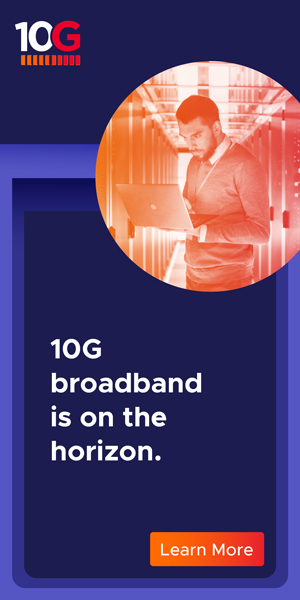 10G
10G
broadband
is on the
horizon.
Learn More